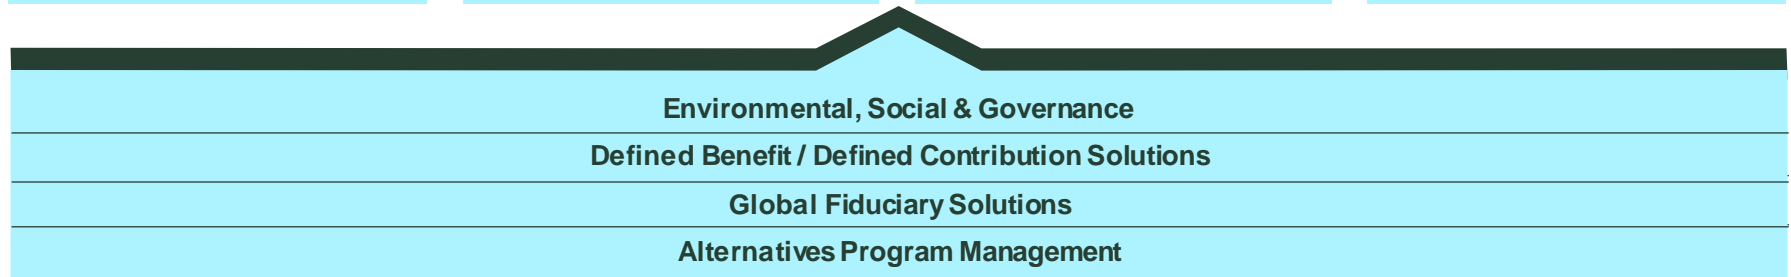 Environmental, Social & Governance
Defined Benefit / Defined Contribution Solutions
Global Fiduciary Solutions
Alternatives Program Management